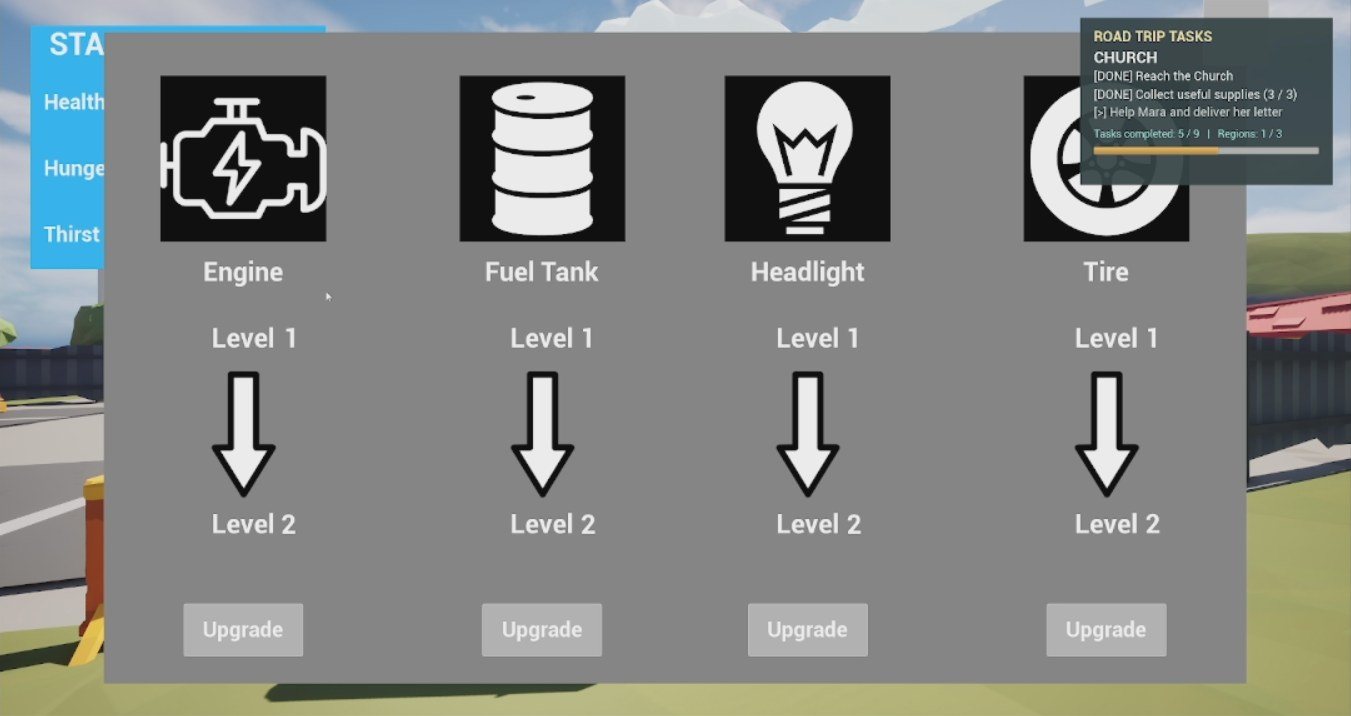 STA
Health
Hunge
Thirst
ROAD TRIP TASKS
CHURCH
[DONE] Reach the Church
[DONE] Collect useful supplies (3 / 3)
[>] Help Mara and deliver her letter
Tasks completed: 5 / 9 | Regions: 1 / 3
Engine
Fuel Tank
Headlight
Tire
Level 1
Level 1
Level 1
Level 1
Level 2
Level 2
Level 2
Level 2
Upgrade
Upgrade
Upgrade
Upgrade